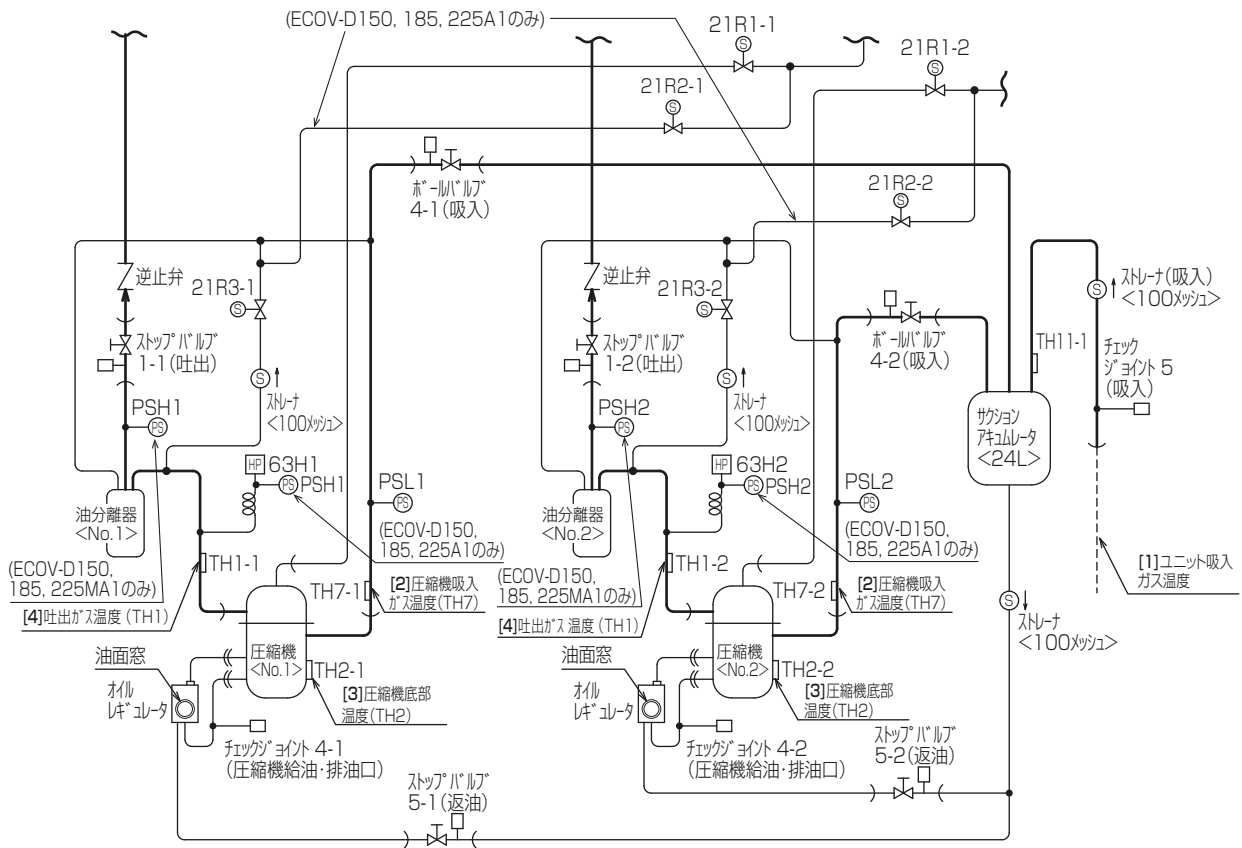 (ECOV-D150, 185, 225A1のみ)
21R1-1
21R1-2
21R2-1
21R2-2
ボールバルブ
4-1(吸入)
逆止弁
21R3-1
ストップバルブ
1-1(吐出)
PSH1
PS
S
ストレーナ
<100メッシュ>
HP
63H1
PS
PSH1
PSL1
PS
油分離器
<No.1>
(ECOV-D150,
185, 225A1のみ)
(ECOV-D150,
185, 225MA1のみ)
TH1-1
[4]吐出ガス温度(TH1)
TH7-1
[2]圧縮機吸入
ガス温度(TH7)
油面窓
オイル
レギュレータ
圧縮機
<No.1>
TH2-1
[3]圧縮機底部
温度(TH2)
チェックジョイント 4-1
(圧縮機給油・排油口)
ストップバルブ
5-1(返油)
逆止弁
21R3-2
ストップバルブ
1-2(吐出)
PSH2
PS
S
ストレーナ
<100メッシュ>
HP
63H2
PS
PSH2
PSL2
PS
油分離器
<No.2>
(ECOV-D150,
185, 225A1のみ)
(ECOV-D150,
185, 225MA1のみ)
TH1-2
[4]吐出ガス温度(TH1)
TH7-2
[2]圧縮機吸入
ガス温度(TH7)
油面窓
オイル
レギュレータ
圧縮機
<No.2>
TH2-2
[3]圧縮機底部
温度(TH2)
チェックジョイント 4-2
(圧縮機給油・排油口)
ストップバルブ
5-2(返油)
ボールバルブ
4-2(吸入)
TH11-1
S
ストレーナ(吸入)
<100メッシュ>
チェック
ジョイント 5
(吸入)
サクション
アキュムレータ
<24L>
[1]ユニット吸入
ガス温度
S
ストレーナ
<100メッシュ>
S
S
S
S
S
S